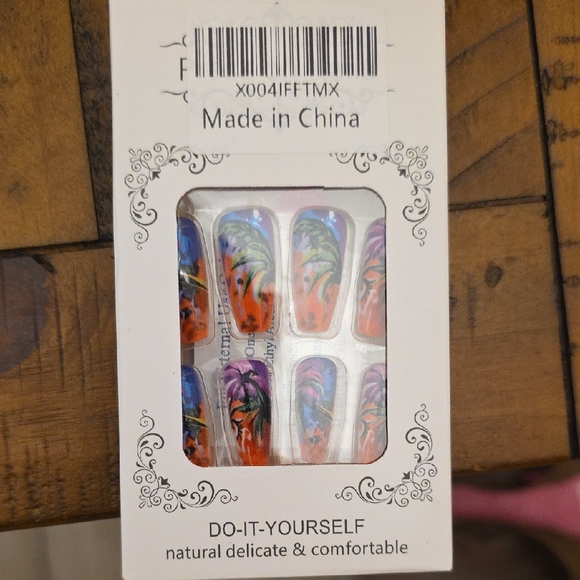 X004IFFTMX
Made in China
DO-IT-YOURSELF
natural delicate & comfortable